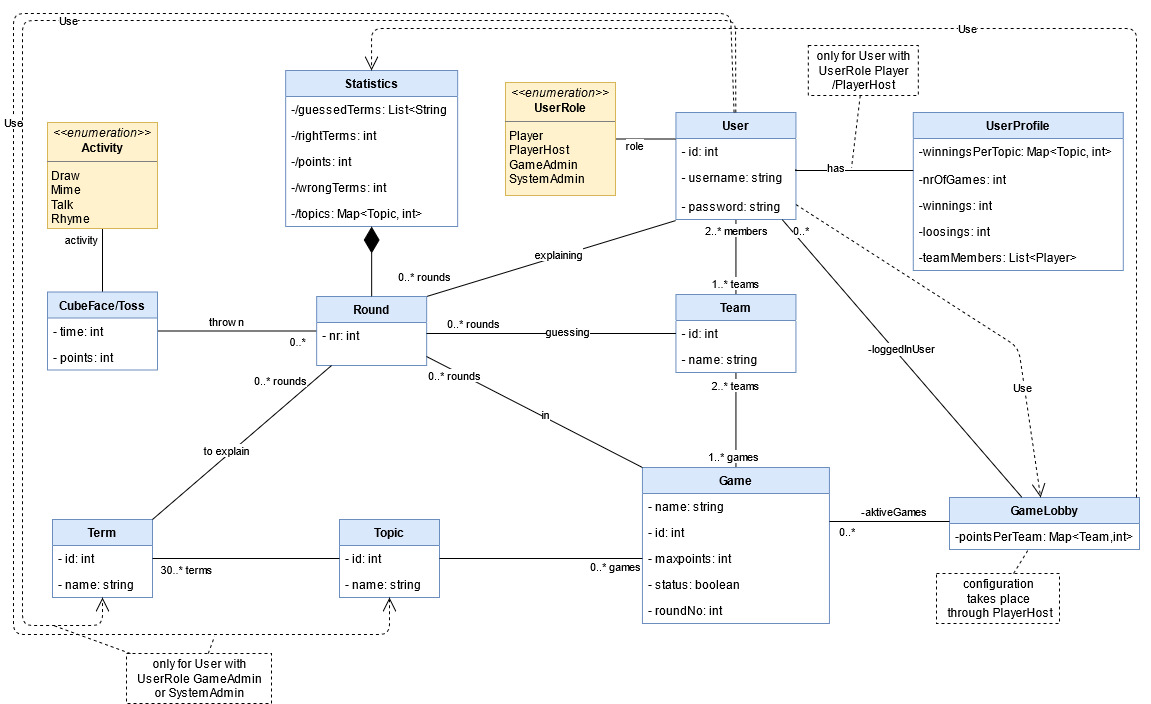 Use
Use
Use
Statistics
-/guessedTerms: List<String
-/rightTerms: int
-/points: int
-/wrongTerms: int
-/topics: Map<Topic, int>
<<enumeration>>
UserRole
Player
PlayerHost
GameAdmin
SystemAdmin
role
User
- id: int
- username: string
- password: string
only for User with
UserRole Player
/PlayerHost
has
UserProfile
-winningsPerTopic: Map<Topic, int>
-nrOfGames: int
-winnings: int
-loosings: int
-teamMembers: List<Player>
<<enumeration>>
Activity
Draw
Mime
Talk
Rhyme
activity
CubeFace/Toss
- time: int
- points: int
thrown
0..*
0..* rounds
explaining
Round
- nr: int
0..* rounds
guessing
2..* members
0..*
1..* teams
Team
- id: int
- name: string
2..* teams
-loggedInUser
Use
0..* rounds
0..* rounds
in
to explain
1..* games
Game
- name: string
- id: int
- maxpoints: int
- status: boolean
- roundNo: int
-aktiveGames
0..*
GameLobby
-pointsPerTeam: Map<Team,int>
configuration
takes place
through PlayerHost
Term
- id: int
- name: string
30..* terms
Topic
- id: int
- name: string
0..* games
only for User with
UserRole GameAdmin
or SystemAdmin